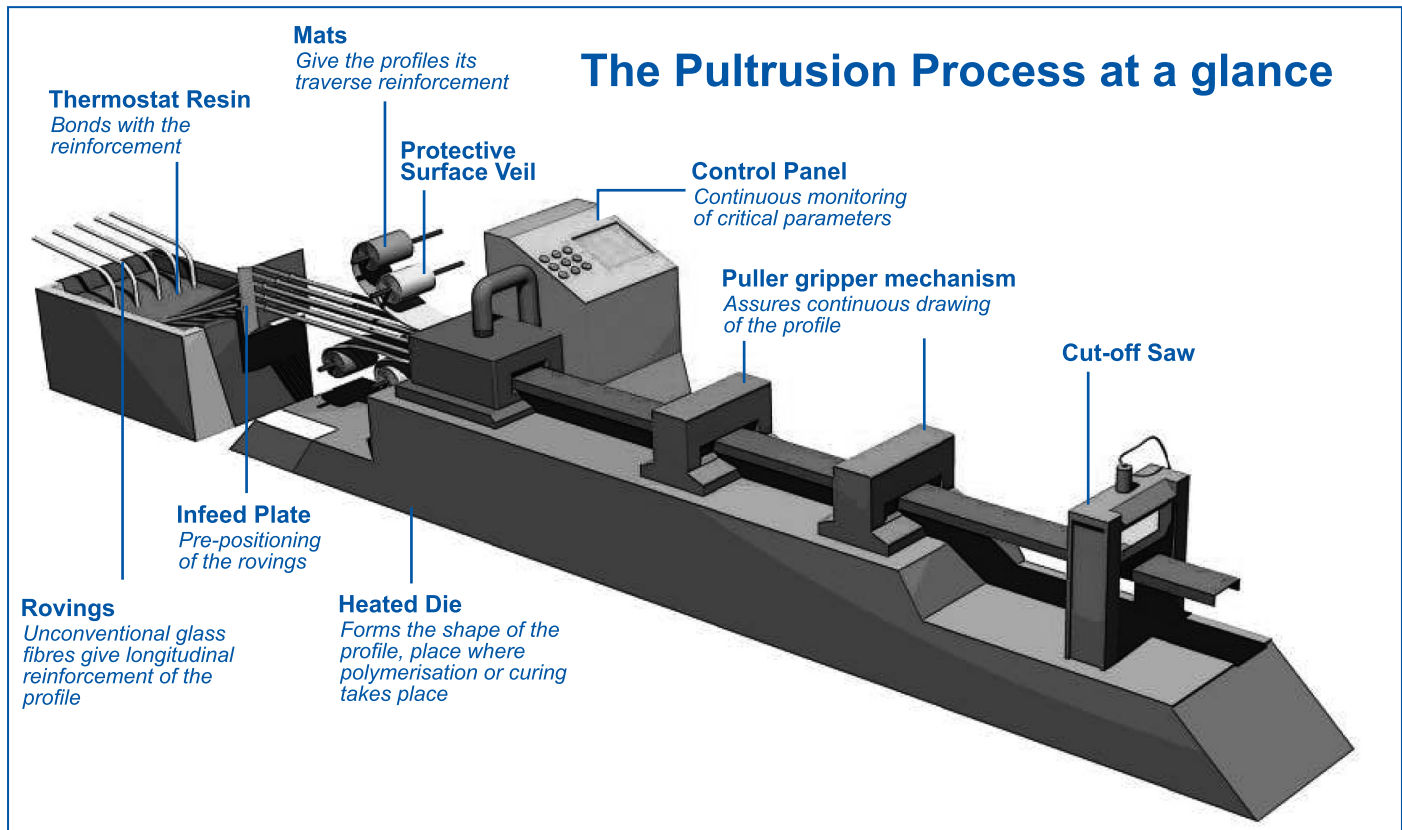 The Pultrusion Process at a glance
Mats
Give the profiles its
traverse reinforcement
Thermostat Resin
Bonds with the
reinforcement
Protective
Surface Veil
Control Panel
Continuous monitoring
of critical parameters
Puller gripper mechanism
Assures continuous drawing
of the profile
Cut-off Saw
Infeed Plate
Pre-positioning
of the rovings
Rovings
Unconventional glass
fibres give longitudinal
reinforcement of the
profile
Heated Die
Forms the shape of the
profile, place where
polymerisation or curing
takes place